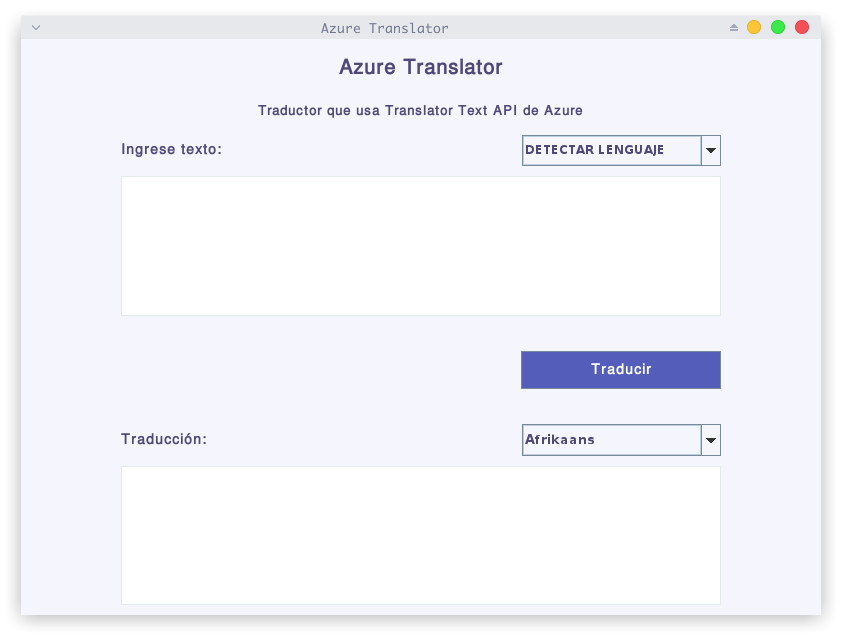 Azure Translator
Azure Translator
Traductor que usa Translator Text API de Azure
Ingrese texto:
DETECTAR LENGUAJE
Traducir
Traducción:
Afrikaans